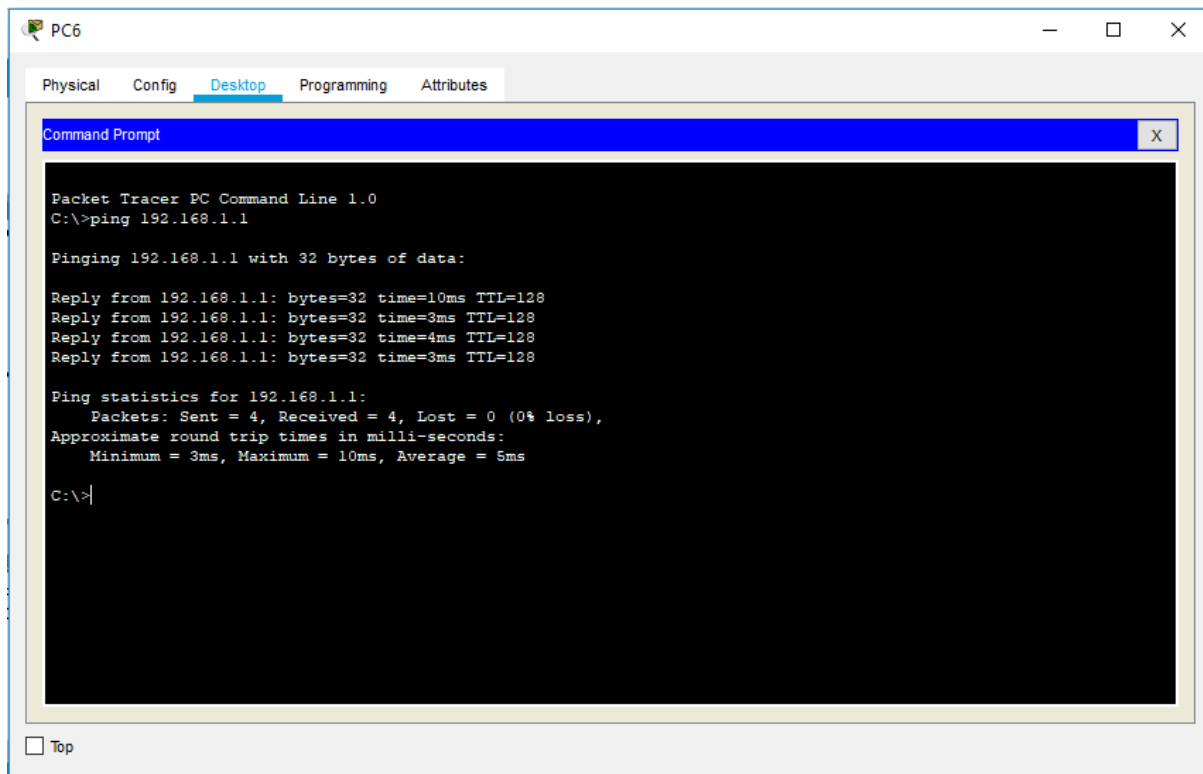 PC6
Physical Config Desktop Programming Attributes
Command Prompt
X
Packet Tracer PC Command Line 1.0
C:\>ping 192.168.1.1
Pinging 192.168.1.1 with 32 bytes of data:
Reply from 192.168.1.1: bytes=32 time=10ms TTL=128
Reply from 192.168.1.1: bytes=32 time=3ms TTL=128
Reply from 192.168.1.1: bytes=32 time=4ms TTL=128
Reply from 192.168.1.1: bytes=32 time=3ms TTL=128
Ping statistics for 192.168.1.1:
Packets: Sent = 4, Received = 4, Lost = 0 (0% loss),
Approximate round trip times in milli-seconds:
Minimum = 3ms, Maximum = 10ms, Average = 5ms
C:\>
Top